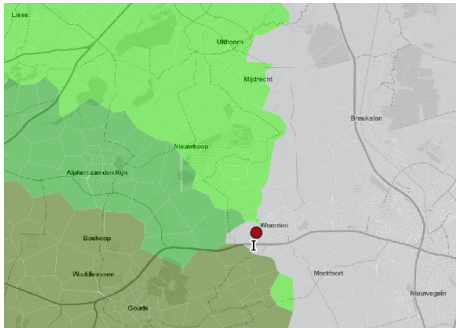 Lisse
Uithoorn
Mijdrecht
Breukelen
Nieuwkoop
Alphen aan den Rijn
Woerden
Boskoop
Waddinxveen
Montfoort
Nieuwegein
Gouda